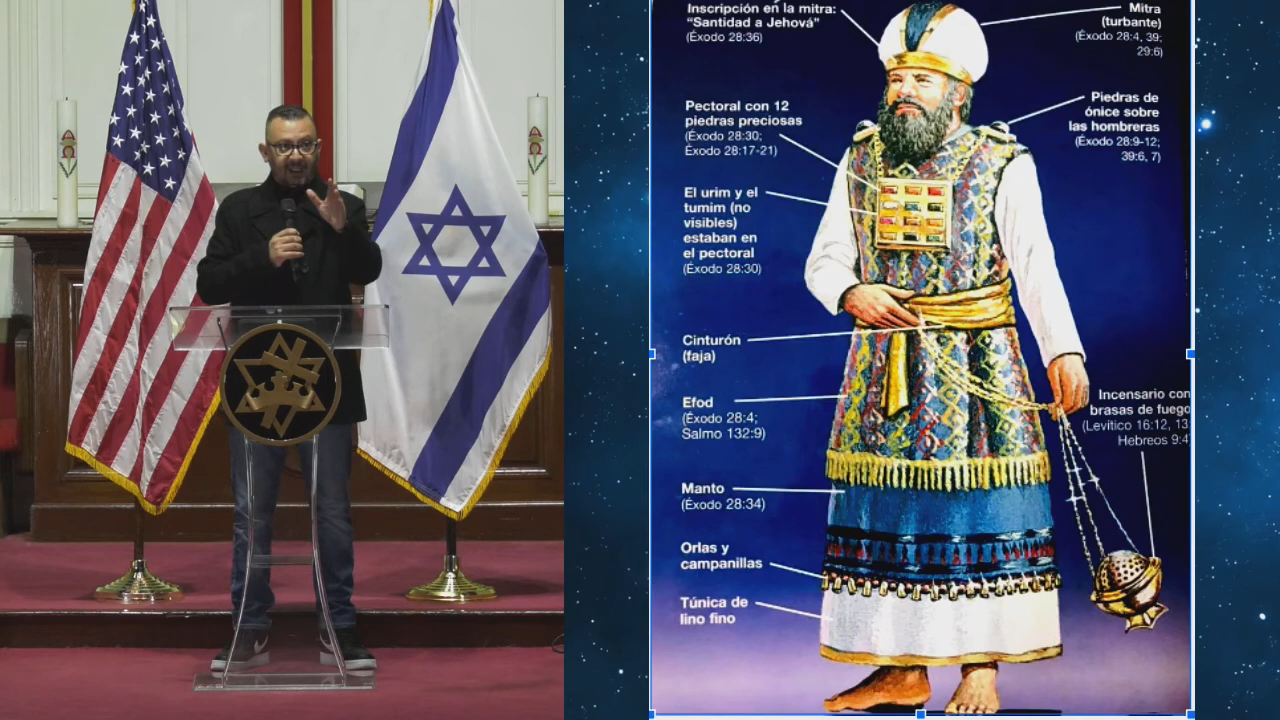 Inscripción en la mitra:
"Santidad a Jehová"
(Éxodo 28:36)
Mitra
(turbante)
(Éxodo 28:4, 39;
29:6)
Pectoral con 12
piedras preciosas
(Éxodo 28:30;
Éxodo 28:17-21)
Piedras de
ónice sobre
las hombreras
(Éxodo 28:9-12;
39:6, 7)
El urim y el
tumim (no
visibles)
estaban en
el pectoral
(Éxodo 28:30)
Cinturón
(faja)
Efod
(Éxodo 28:4;
Salmo 132:9)
Incensario con
brasas de fuego
(Levítico 16:12, 13
Hebreos 9:4
Manto
(Éxodo 28:34)
Orlas y
campanillas
Túnica de
lino fino